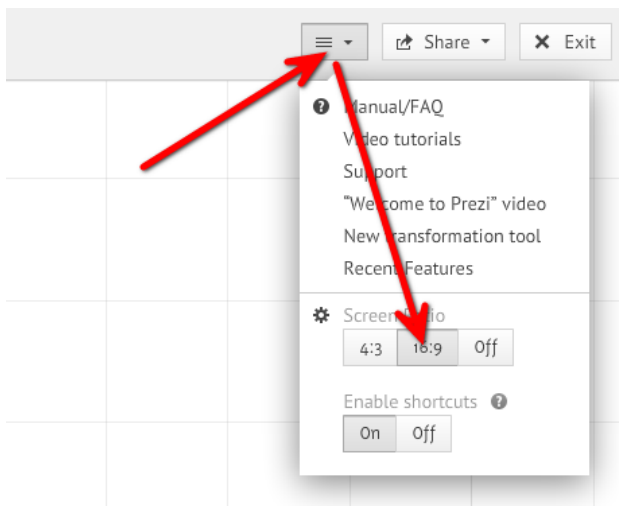 Share
Exit
Manual/FAQ
Video tutorials
Support
“Welcome to Prezi” video
New transformation tool
Recent Features
Screen Ratio
4:3 16:9 Off
Enable shortcuts ?
On Off